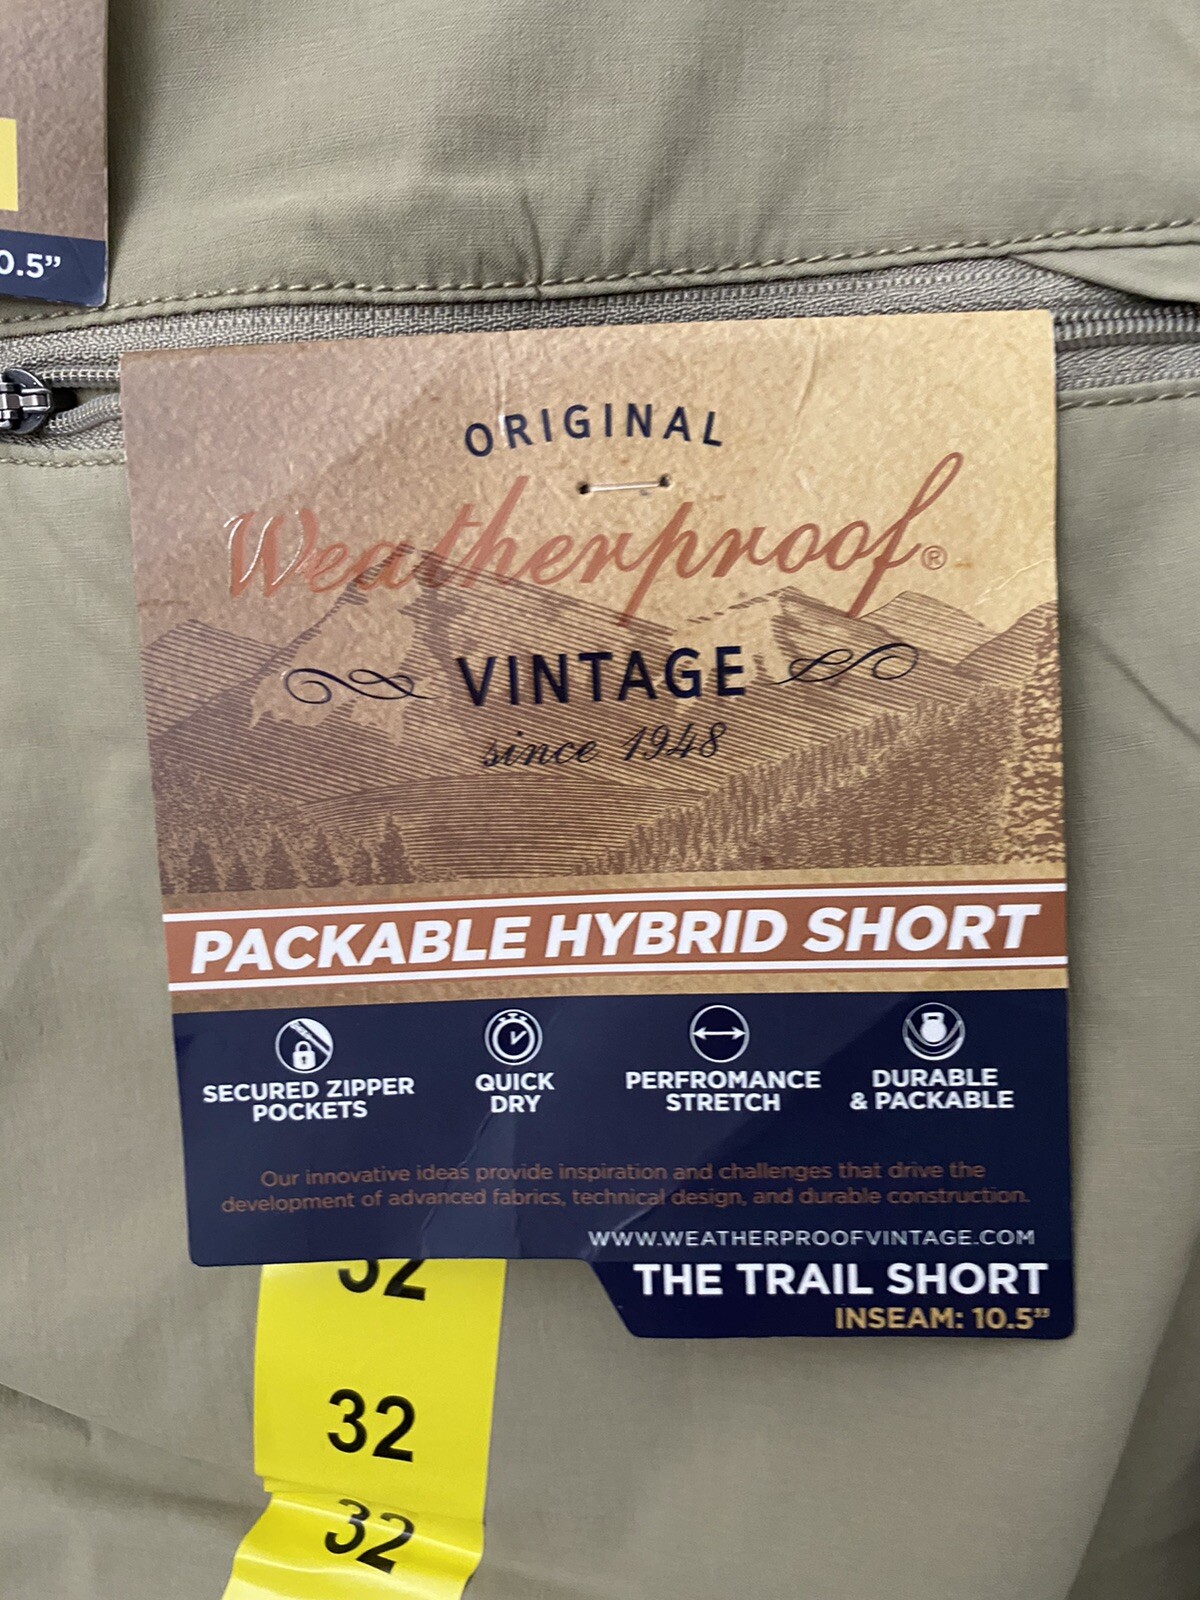 0.5”
ORIGINAL
Weatherproof®
VINTAGE
since 1948
PACKABLE HYBRID SHORT
SECURED ZIPPER
POCKETS
QUICK
DRY
PERFROMANCE
STRETCH
DURABLE
& PACKABLE
Our innovative ideas provide inspiration and challenges that drive the
development of advanced fabrics, technical design, and durable construction.
WWW.WEATHERPROOFVINTAGE.COM
THE TRAIL SHORT
INSEAM: 10.5”
32
32
32